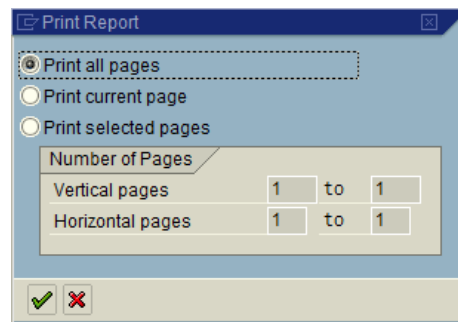 Print Report
Print all pages
Print current page
Print selected pages
Number of Pages
Vertical pages 1 to 1
Horizontal pages 1 to 1